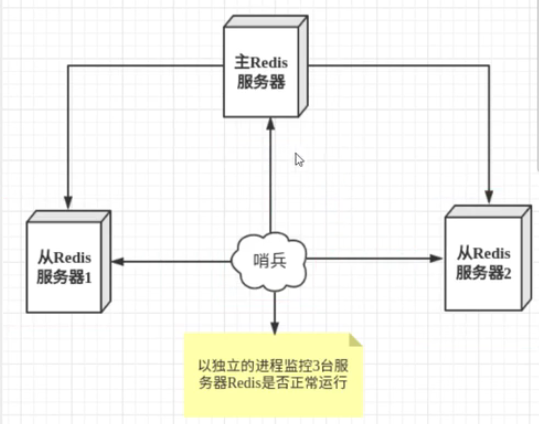 主Redis
服务器
从Redis
服务器1
哨兵
从Redis
服务器2
以独立的进程监控3台服
务器Redis是否正常运行